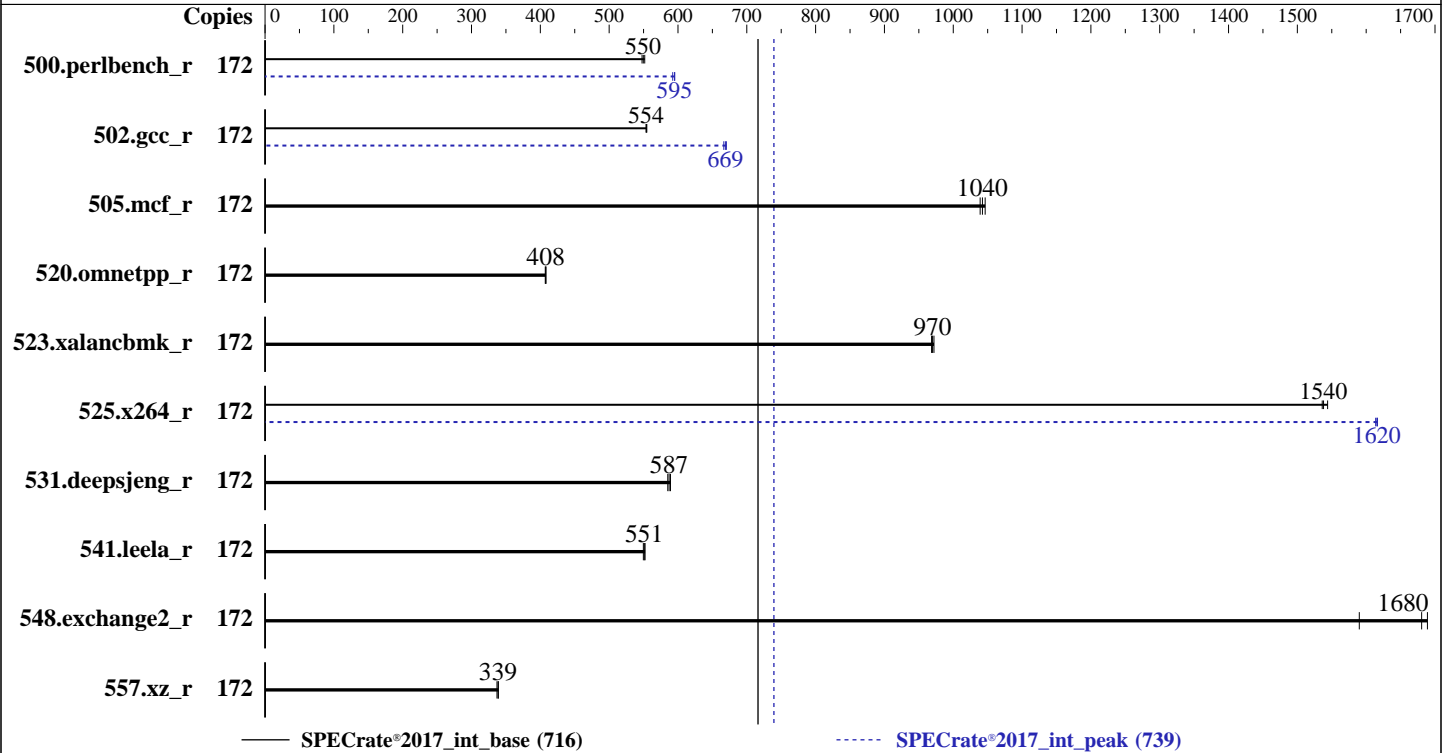 Copies 0 100 200 300 400 500 600 700 800 900 1000 1100 1200 1300 1400 1500 1700
500.perlbench_r 172 550
595
502.gcc_r 172 554
669
505.mcf_r 172 1040
520.omnetpp_r 172 408
523.xalancbmk_r 172 970
525.x264_r 172 1540
1620
531.deepsjeng_r 172 587
541.leela_r 172 551
548.exchange2_r 172 1680
557.xz_r 172 339
SPECrate®2017_int_base (716) SPECrate®2017_int_peak (739)